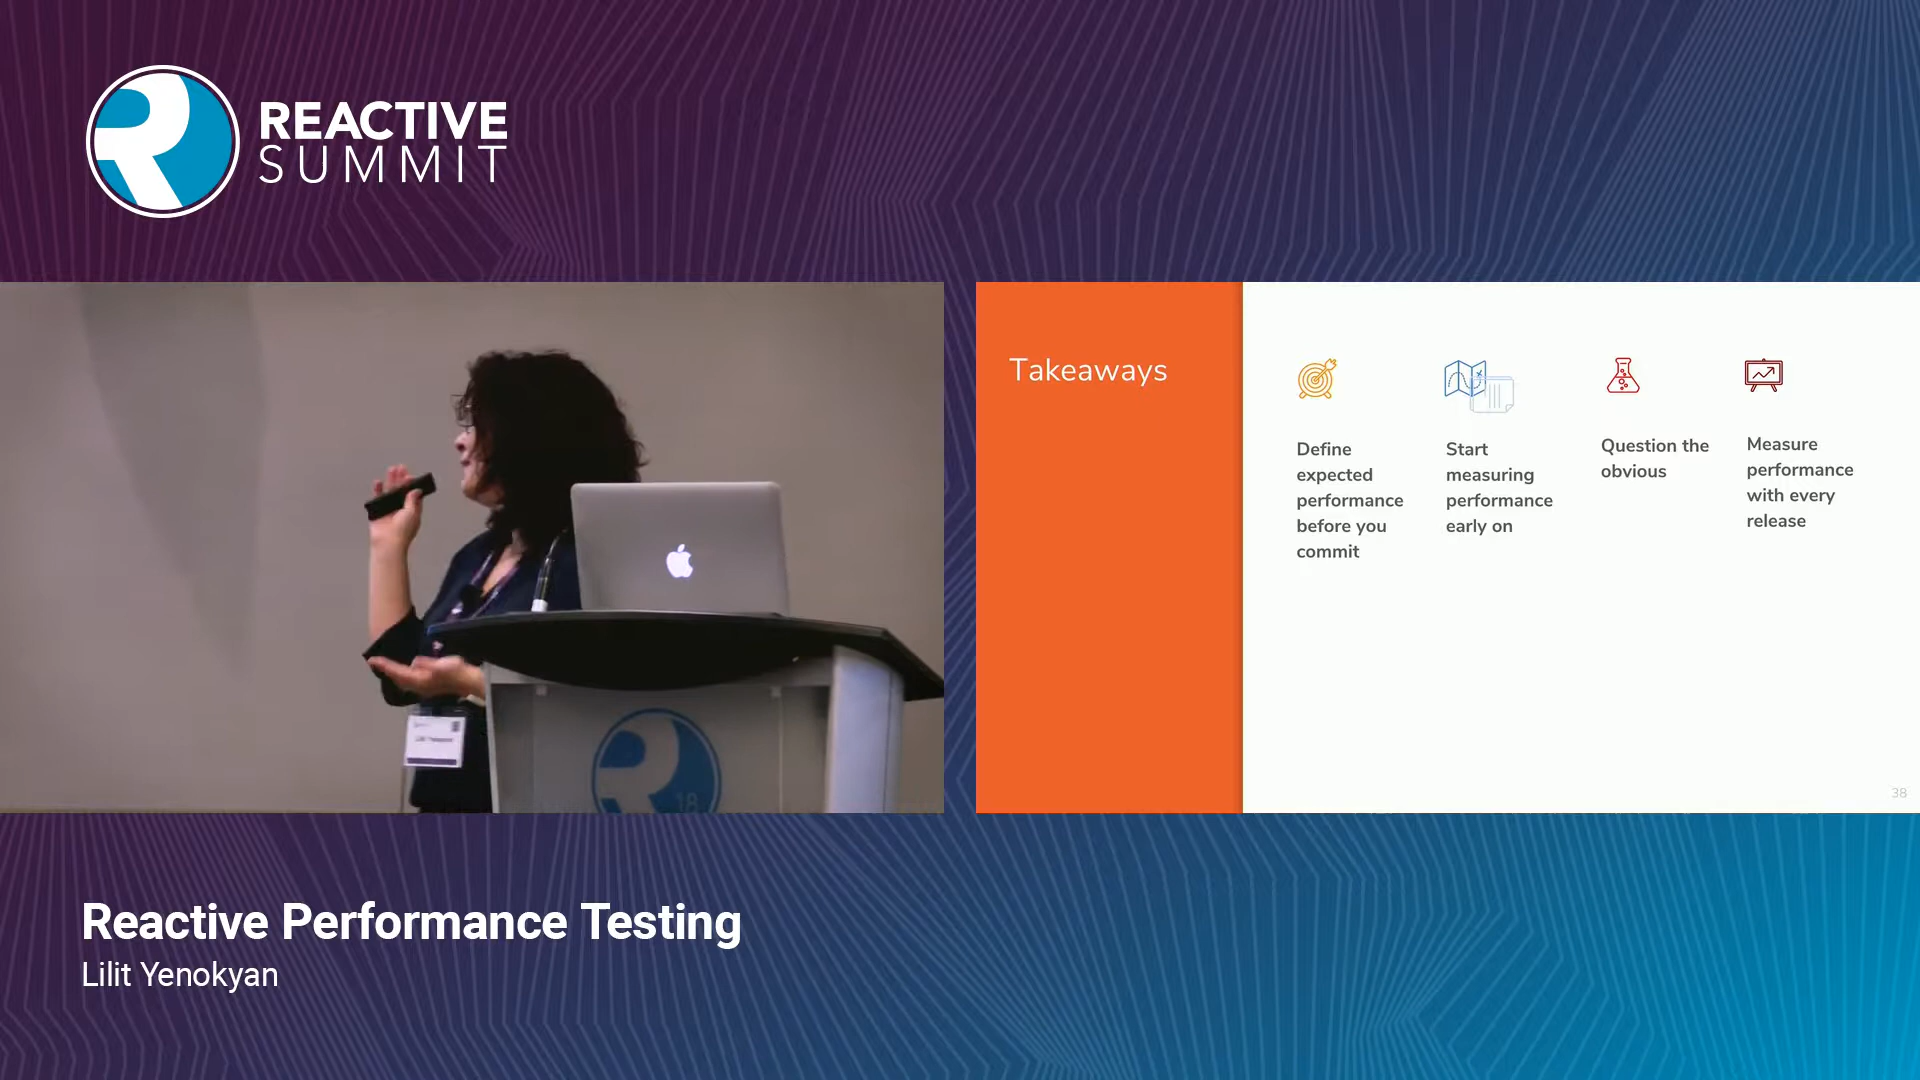 REACTIVE
SUMMIT
Takeaways
Define
expected
performance
before you
commit
Start
measuring
performance
early on
Question the
obvious
Measure
performance
with every
release
38
18
Reactive Performance Testing
Lilit Yenokyan